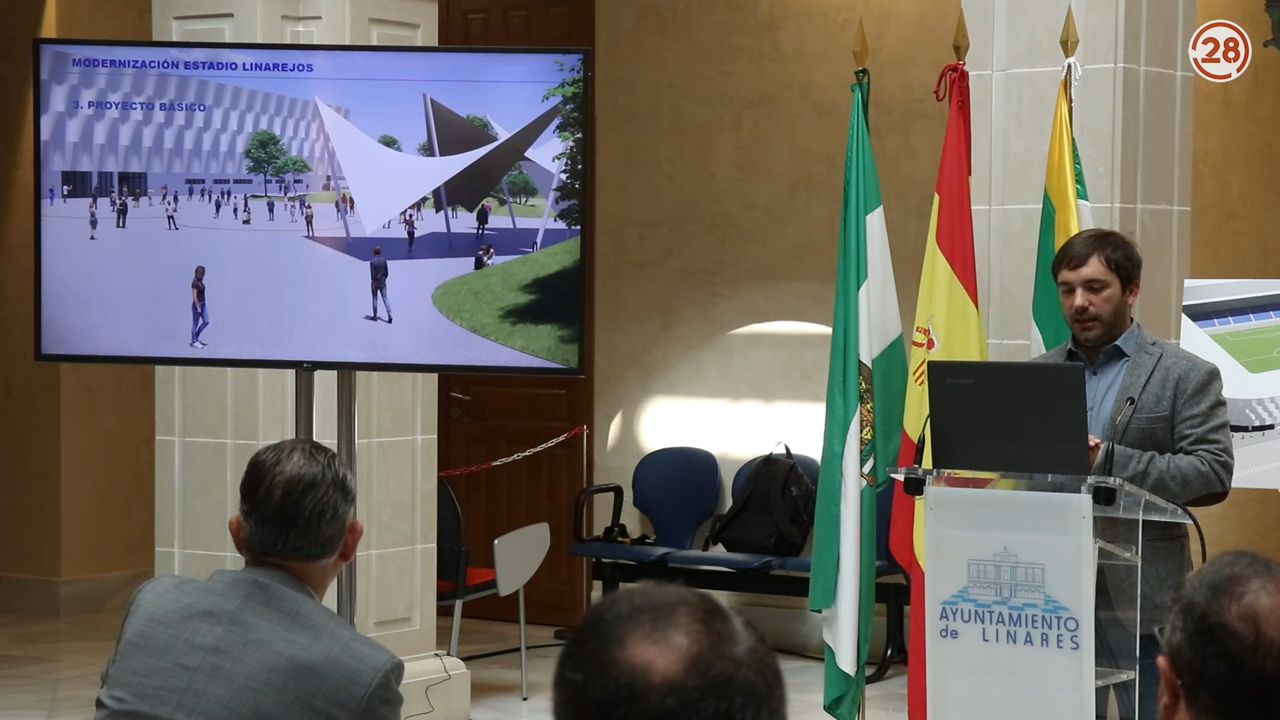 MODERNIZACIÓN ESTADIO LINAREJOS
3. PROYECTO BÁSICO
28
AYUNTAMIENTO
de LINARES